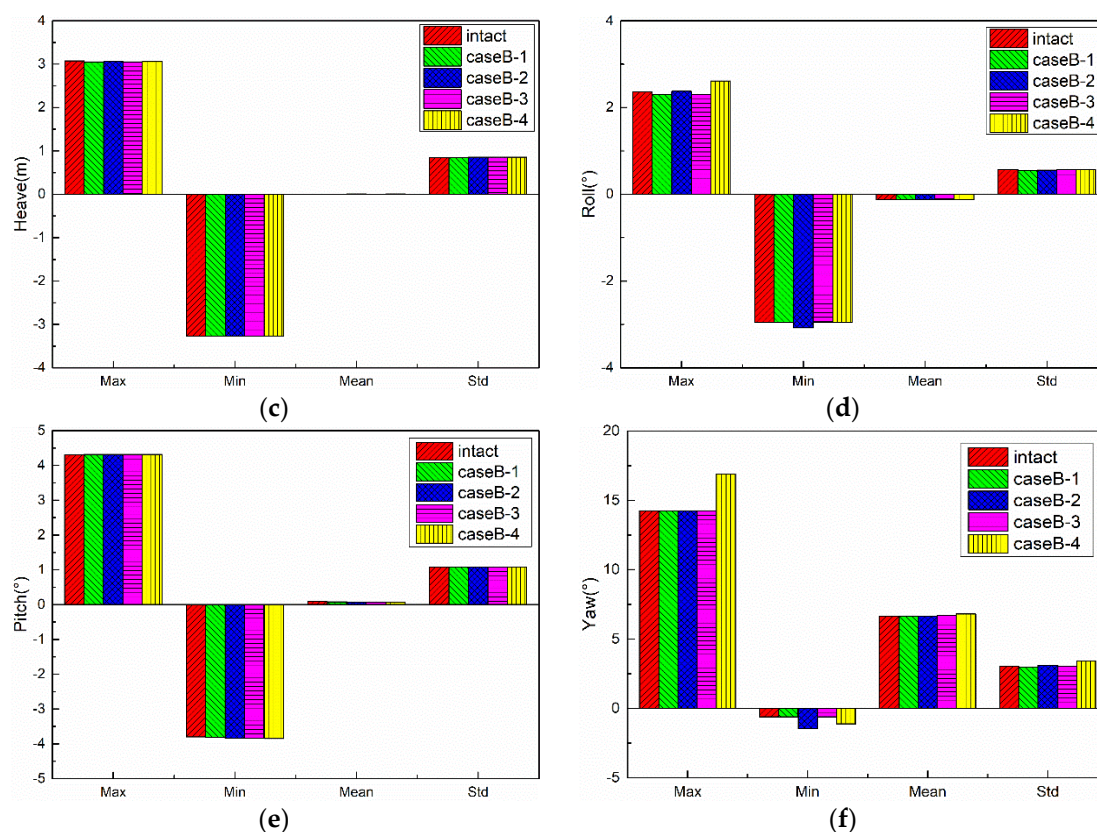 Heave(m)
4
3
2
1
0
-1
-2
-3
-4
Max
Min
Mean
Std
intact
caseB-1
caseB-2
caseB-3
caseB-4
(c)
Roll(°)
4
2
0
-2
-4
Max
Min
Mean
Std
intact
caseB-1
caseB-2
caseB-3
caseB-4
(d)
Pitch(°)
5
4
3
2
1
0
-1
-2
-3
-4
-5
Max
Min
Mean
Std
intact
caseB-1
caseB-2
caseB-3
caseB-4
(e)
Yaw(°)
20
15
10
5
0
-5
Max
Min
Mean
Std
intact
caseB-1
caseB-2
caseB-3
caseB-4
(f)